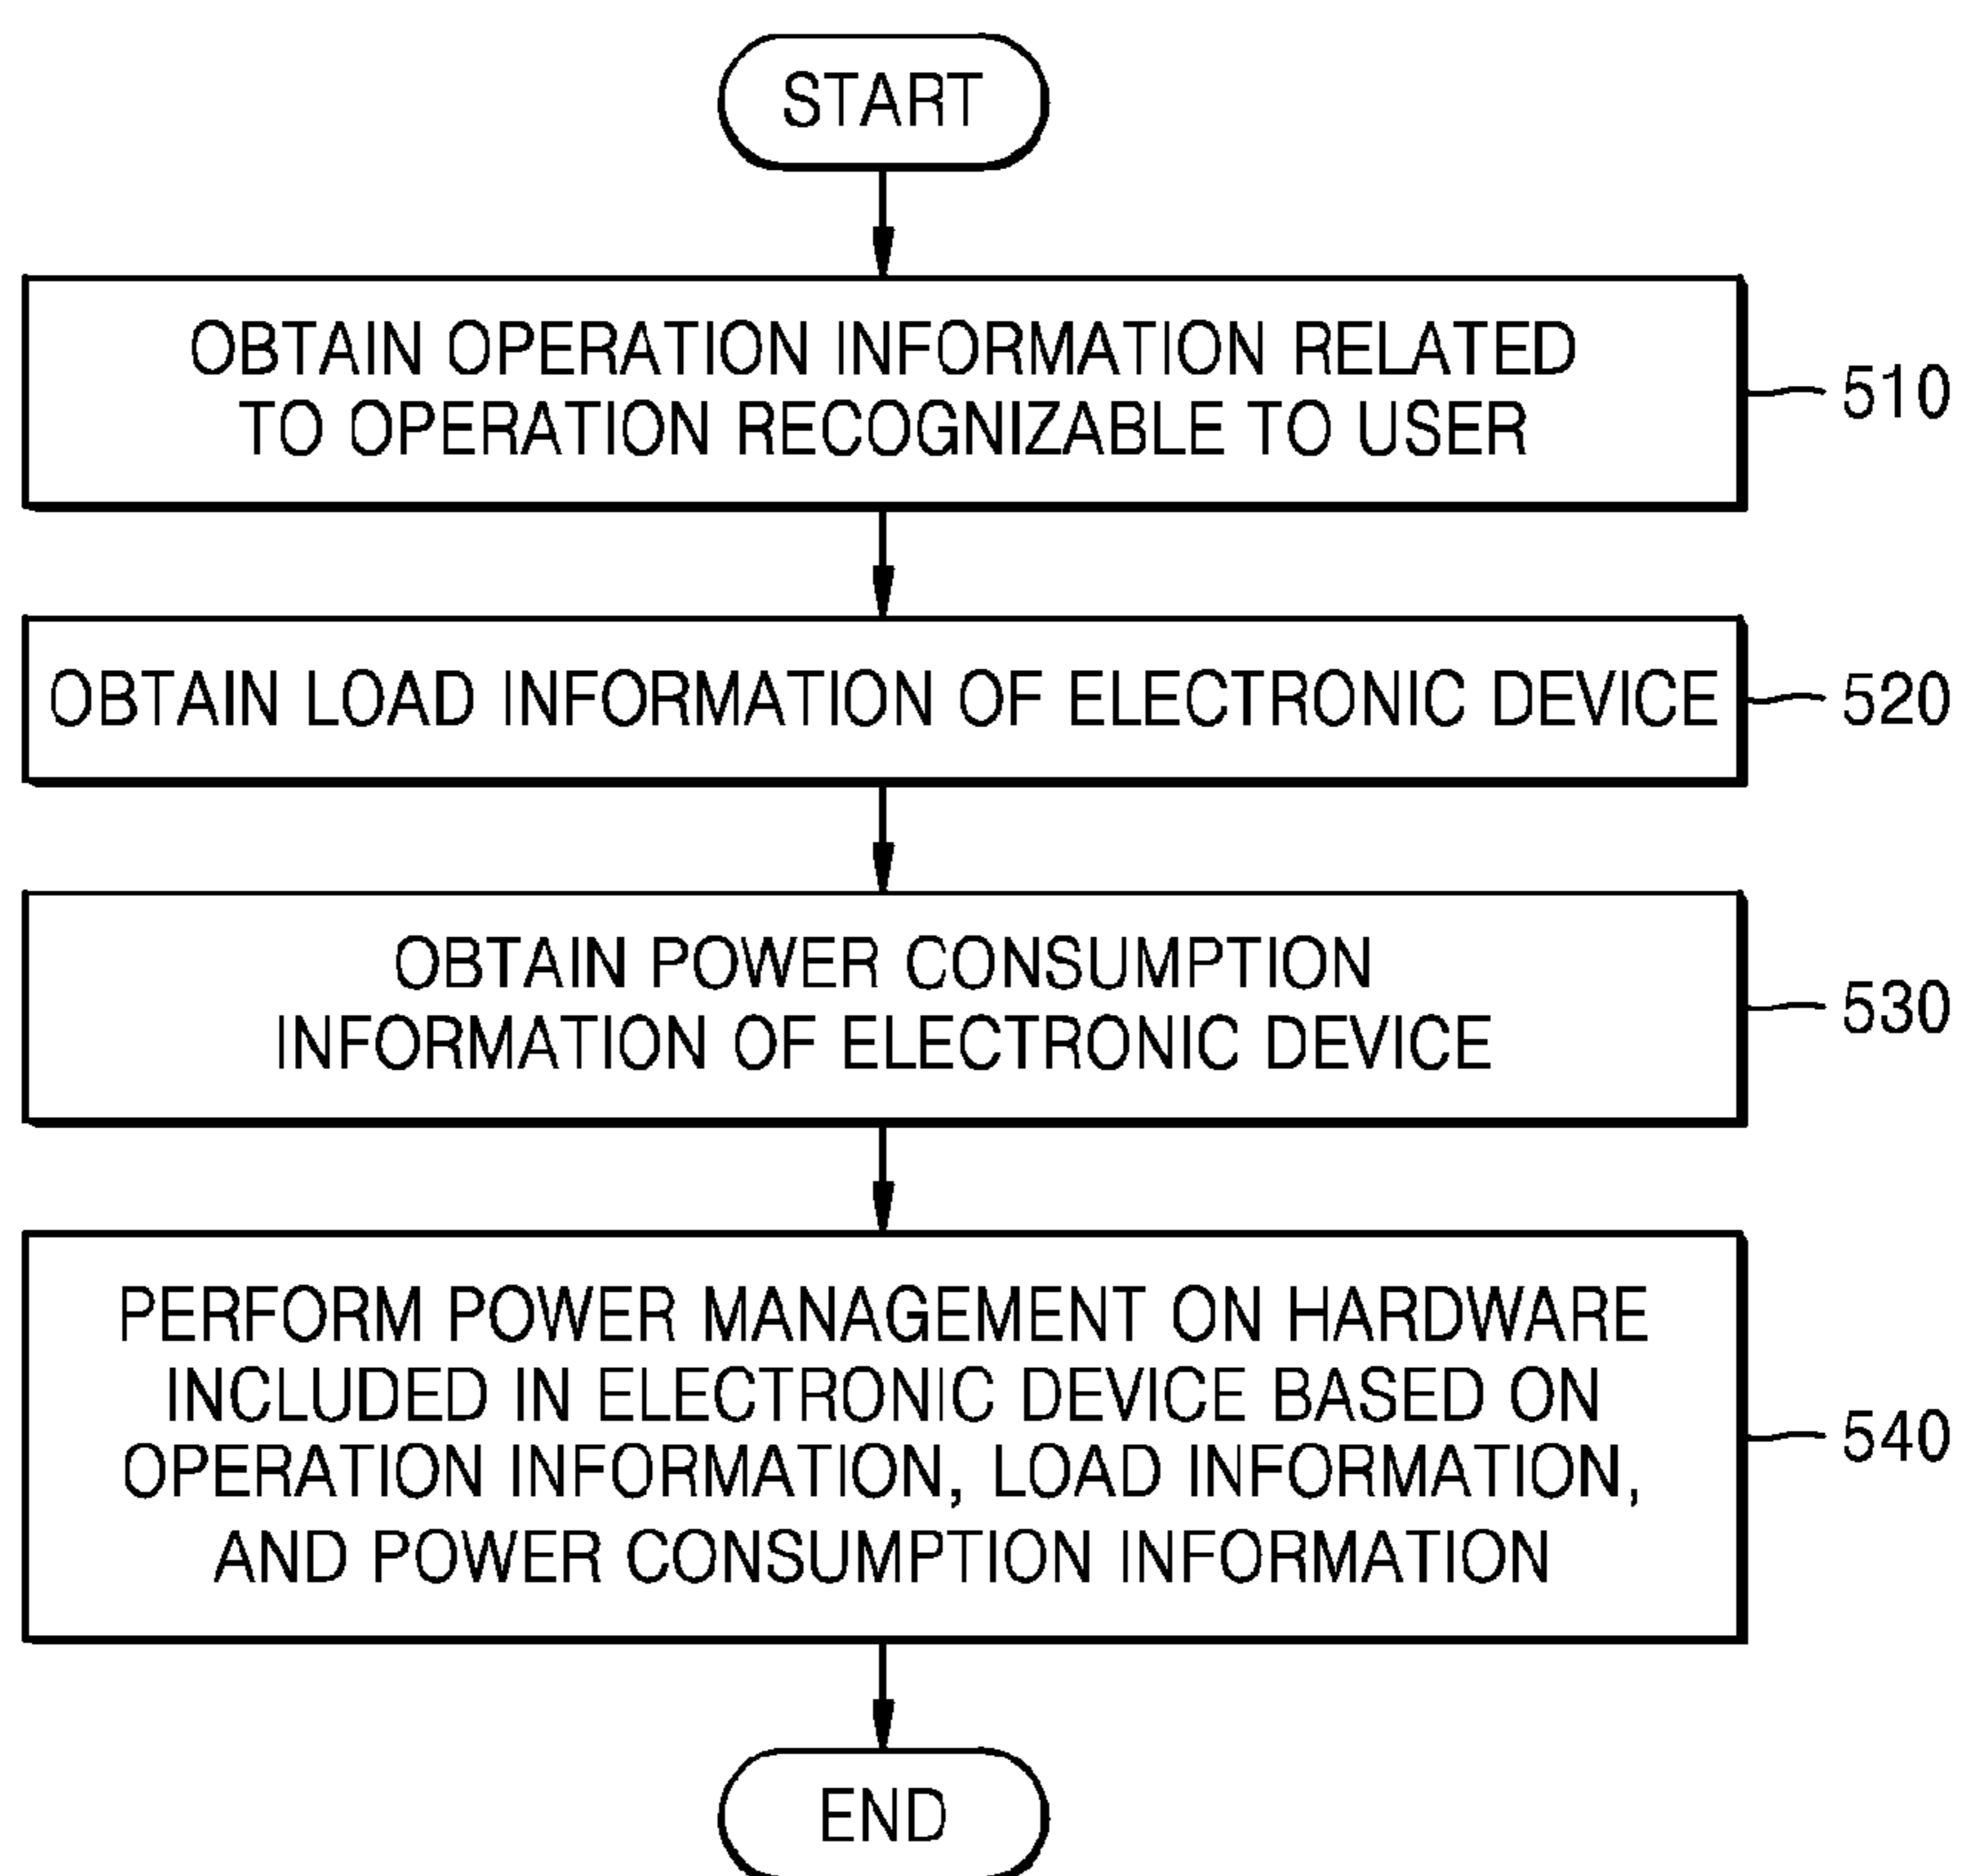 START
OBTAIN OPERATION INFORMATION RELATED
TO OPERATION RECOGNIZABLE TO USER
510
OBTAIN LOAD INFORMATION OF ELECTRONIC DEVICE
520
OBTAIN POWER CONSUMPTION
INFORMATION OF ELECTRONIC DEVICE
530
PERFORM POWER MANAGEMENT ON HARDWARE
INCLUDED IN ELECTRONIC DEVICE BASED ON
OPERATION INFORMATION, LOAD INFORMATION,
AND POWER CONSUMPTION INFORMATION
540
END